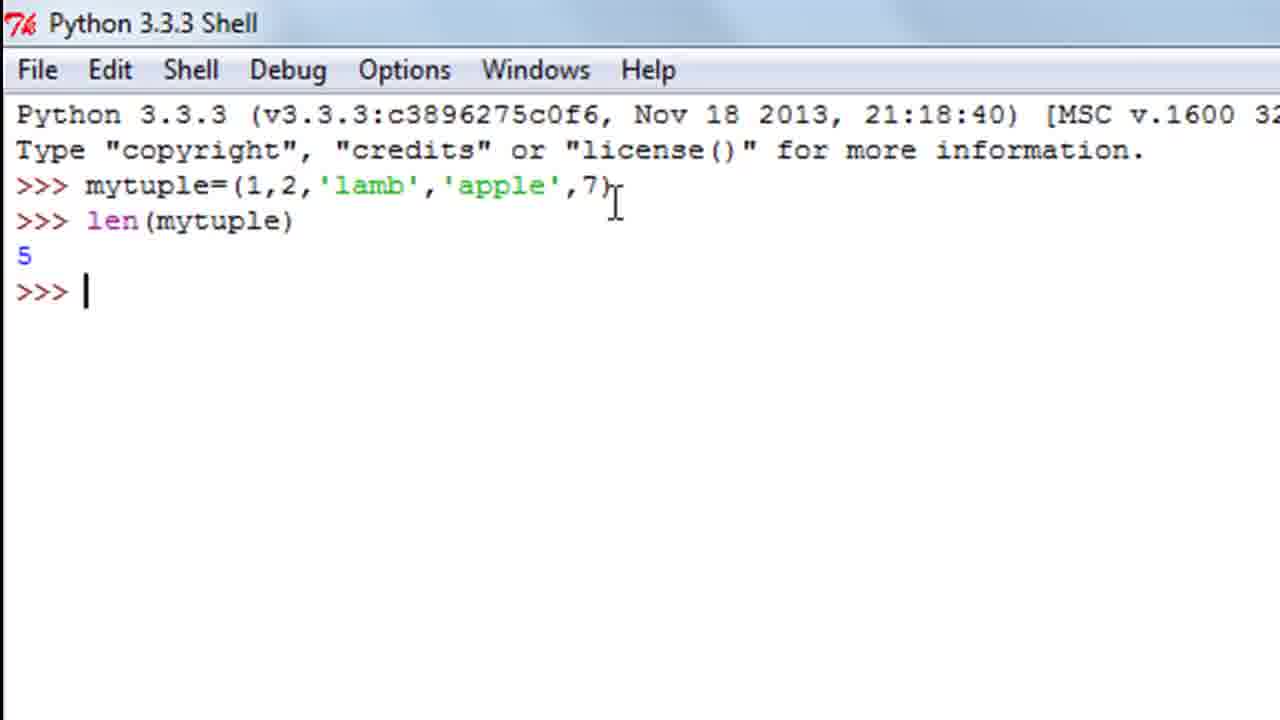 Python 3.3.3 Shell
File Edit Shell Debug Options Windows Help
Python 3.3.3 (v3.3.3:c3896275c0f6, Nov 18 2013, 21:18:40) [MSC v.1600 32
Type "copyright", "credits" or "license()" for more information.
>>> mytuple=(1,2,'lamb','apple',7)
>>> len(mytuple)
5
>>>